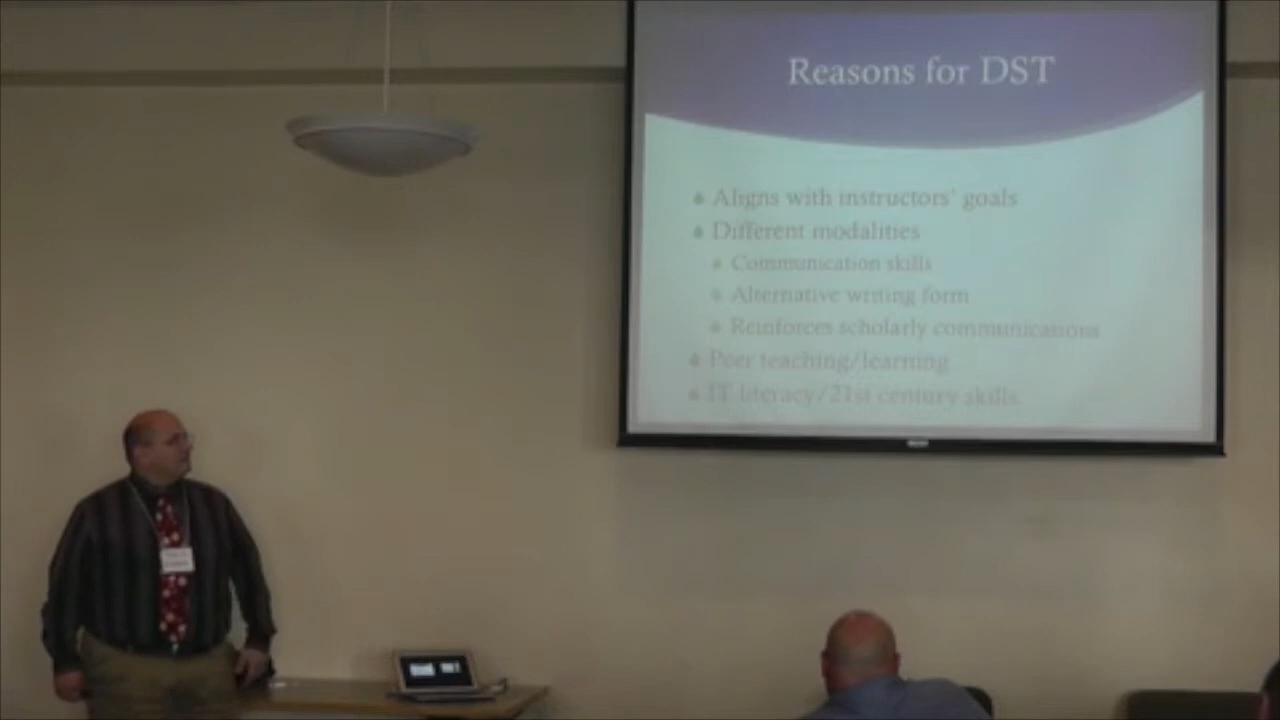 Reasons for DST
Aligns with instructors' goals
Different modalities
Communication skills
Alternative writing form
Reinforces scholarly communications
Peer teaching/learning
IT literacy/21st century skills